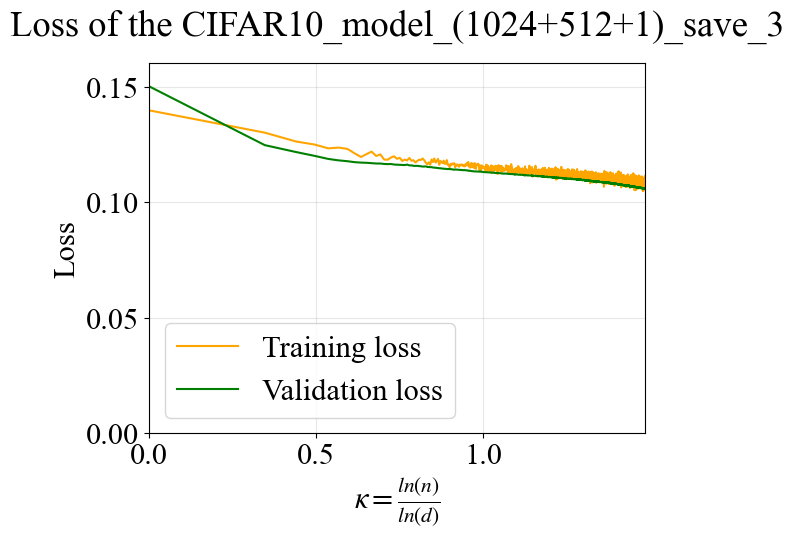 Loss of the CIFAR10_model_(1024+512+1)_save_3
0.15
0.10
0.05
0.00
Loss
Training loss
Validation loss
0.0 0.5 1.0
κ = ln(n)/ln(d)